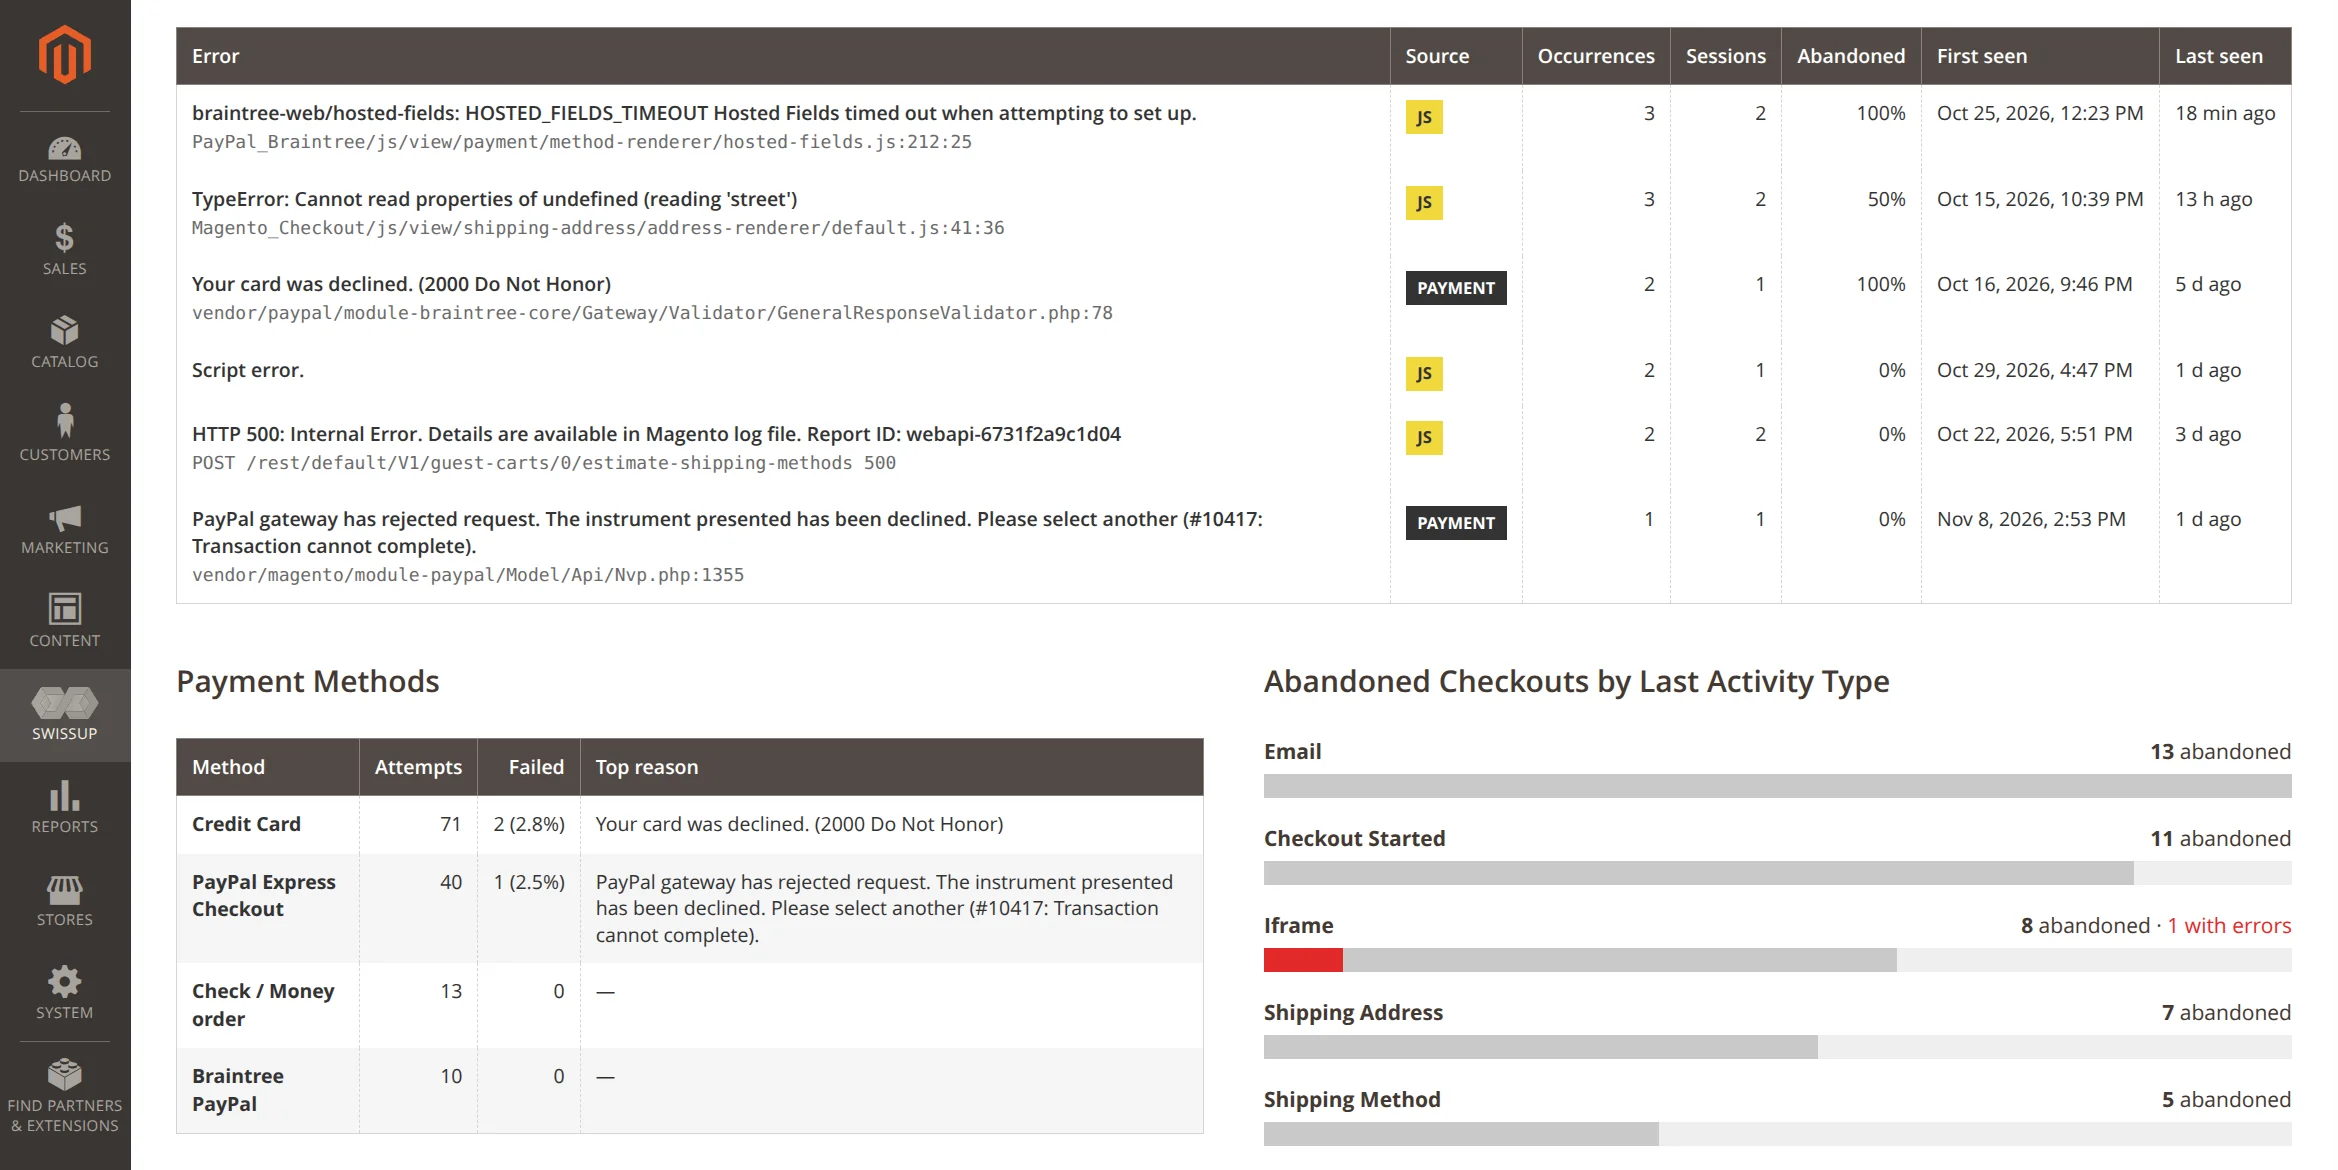 DASHBOARD
SALES
CATALOG
CUSTOMERS
MARKETING
CONTENT
SWISSUP
REPORTS
STORES
SYSTEM
FIND PARTNERS
& EXTENSIONS
Error Source Occurrences Sessions Abandoned First seen Last seen
braintree-web/hosted-fields: HOSTED_FIELDS_TIMEOUT Hosted Fields timed out when attempting to set up. JS 3 2 100% Oct 25, 2026, 12:23 PM 18 min ago
PayPal_Braintree/js/view/payment/method-renderer/hosted-fields.js:212:25
TypeError: Cannot read properties of undefined (reading 'street') JS 3 2 50% Oct 15, 2026, 10:39 PM 13 h ago
Magento_Checkout/js/view/shipping-address/address-renderer/default.js:41:36
Your card was declined. (2000 Do Not Honor) PAYMENT 2 1 100% Oct 16, 2026, 9:46 PM 5 d ago
vendor/paypal/module-braintree-core/Gateway/Validator/GeneralResponseValidator.php:78
Script error. JS 2 1 0% Oct 29, 2026, 4:47 PM 1 d ago
HTTP 500: Internal Error. Details are available in Magento log file. Report ID: webapi-6731f2a9c1d04 JS 2 2 0% Oct 22, 2026, 5:51 PM 3 d ago
POST /rest/default/V1/guest-carts/0/estimate-shipping-methods 500
PayPal gateway has rejected request. The instrument presented has been declined. Please select another (#10417: PAYMENT 1 1 0% Nov 8, 2026, 2:53 PM 1 d ago
Transaction cannot complete).
vendor/magento/module-paypal/Model/Api/Nvp.php:1355
Payment Methods
Method Attempts Failed Top reason
Credit Card 71 2 (2.8%) Your card was declined. (2000 Do Not Honor)
PayPal Express 40 1 (2.5%) PayPal gateway has rejected request. The instrument presented
Checkout has been declined. Please select another (#10417: Transaction
cannot complete).
Check / Money 13 0 —
order
Braintree 10 0 —
PayPal
Abandoned Checkouts by Last Activity Type
Email 13 abandoned
Checkout Started 11 abandoned
Iframe 8 abandoned · 1 with errors
Shipping Address 7 abandoned
Shipping Method 5 abandoned